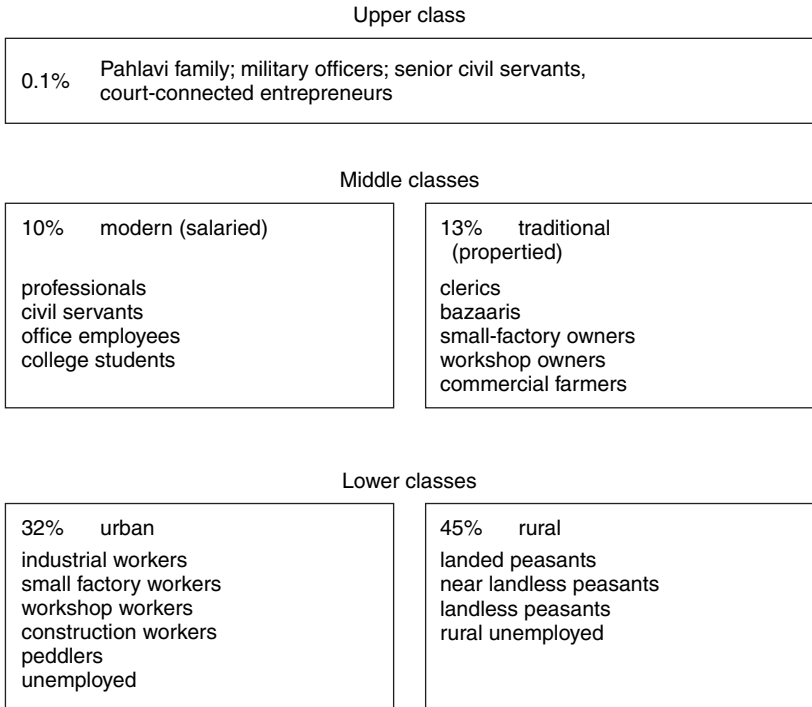 Upper class
0.1% Pahlavi family; military officers; senior civil servants,
court-connected entrepreneurs
Middle classes
10% modern (salaried)
professionals
civil servants
office employees
college students
13% traditional
(propertied)
clerics
bazaaris
small-factory owners
workshop owners
commercial farmers
Lower classes
32% urban
industrial workers
small factory workers
workshop workers
construction workers
peddlers
unemployed
45% rural
landed peasants
near landless peasants
landless peasants
rural unemployed